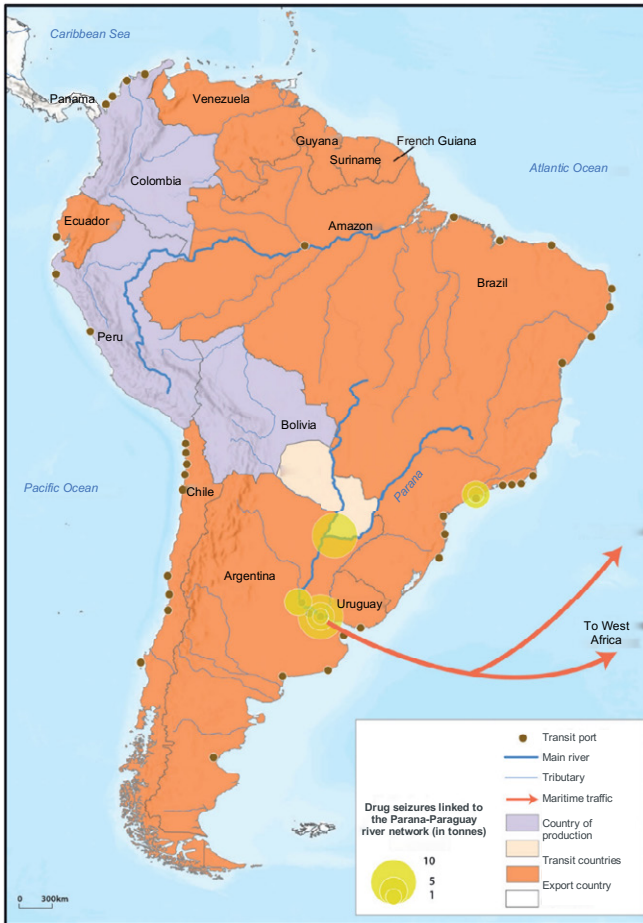 Caribbean Sea
Panama
Venezuela
Guyana
French Guiana
Suriname
Colombia
Atlantic Ocean
Ecuador
Amazon
Brazil
Peru
Bolivia
Parana
Pacific Ocean
Chile
Argentina
Uruguay
To West
Africa
Transit port
Main river
Tributary
Maritime traffic
Drug seizures linked to
the Parana-Paraguay
river network (in tonnes)
10
5
1
Country of
production
Transit countries
Export country
0 300km